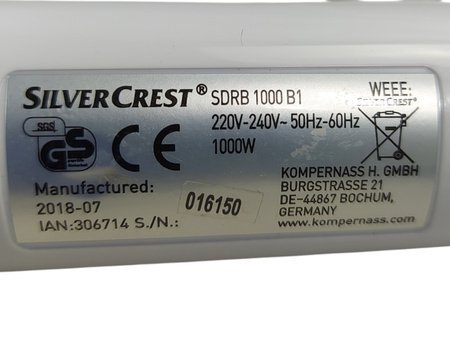 SILVERCREST® SDRB 1000 B1
220V-240V~ 50Hz-60Hz
1000W
WEEE:
SILVERCREST®
SGS
GS
CE
KOMPERNASS H. GMBH
BURGSTRASSE 21
DE-44867 BOCHUM,
GERMANY
www.kompernass.com
Manufactured:
2018-07
IAN:306714 S./N.:
016150